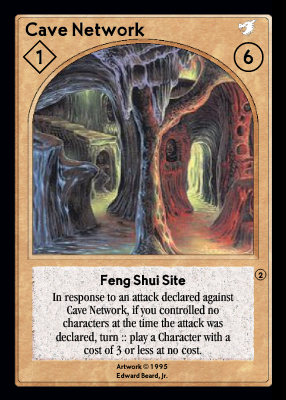 Cave Network
1
6
Feng Shui Site
2
In response to an attack declared against
Cave Network, if you controlled no
characters at the time the attack was
declared, turn :: play a Character with a
cost of 3 or less at no cost.
Artwork © 1995
Edward Beard, Jr.